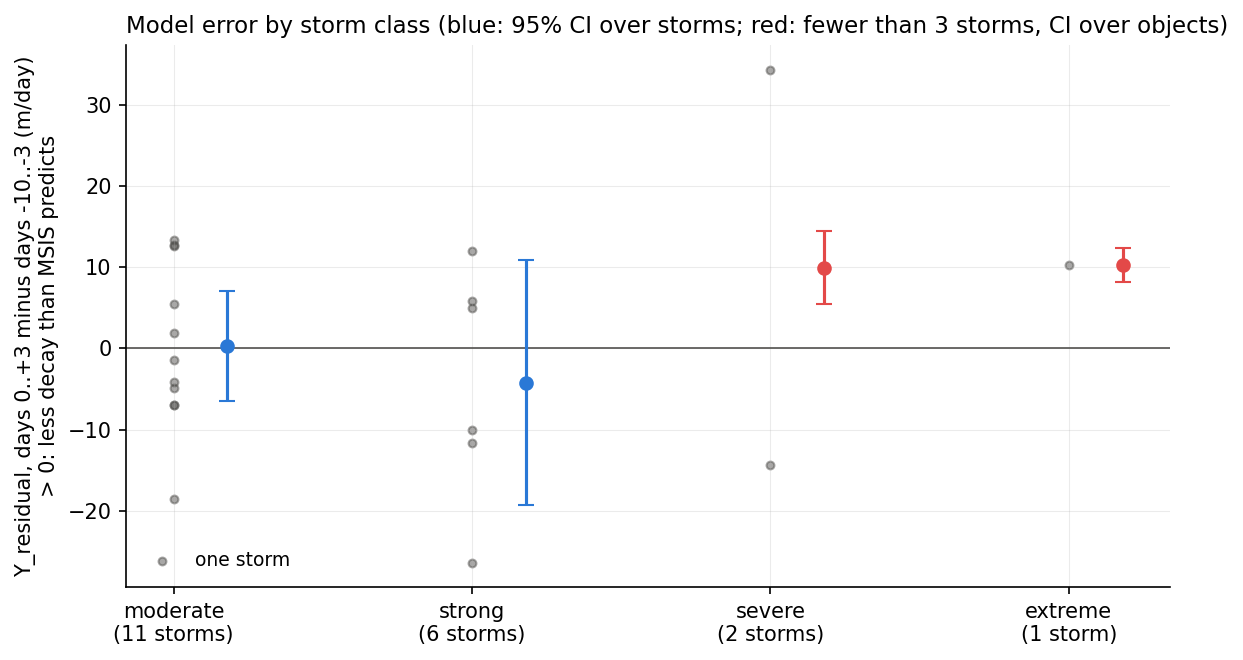 Model error by storm class (blue: 95% CI over storms; red: fewer than 3 storms, CI over objects)
Y_residual, days 0..+3 minus days -10..-3 (m/day)
> 0: less decay than MSIS predicts
30
20
10
0
−10
−20
one storm
moderate
(11 storms)
strong
(6 storms)
severe
(2 storms)
extreme
(1 storm)